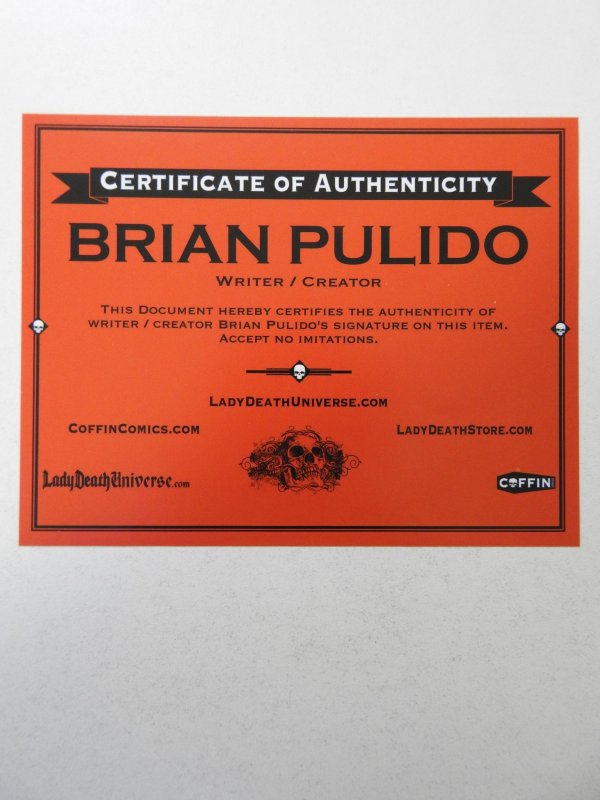 CERTIFICATE OF AUTHENTICITY
BRIAN PULIDO
WRITER / CREATOR
THIS DOCUMENT HEREBY CERTIFIES THE AUTHENTICITY OF
WRITER / CREATOR BRIAN PULIDO'S SIGNATURE ON THIS ITEM.
ACCEPT NO IMITATIONS.
LADYDEATHUNIVERSE.COM
COFFINCOMICS.COM
LADYDEATHSTORE.COM
LadyDeathUniverse.com
COFFIN